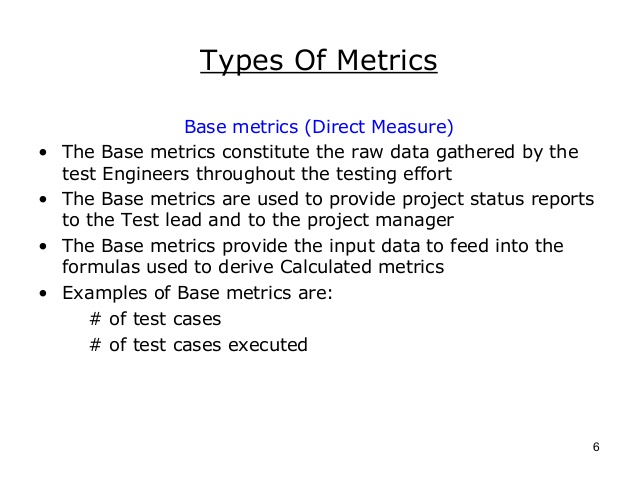 Types Of Metrics
Base metrics (Direct Measure)
• The Base metrics constitute the raw data gathered by the
test Engineers throughout the testing effort
• The Base metrics are used to provide project status reports
to the Test lead and to the project manager
• The Base metrics provide the input data to feed into the
formulas used to derive Calculated metrics
• Examples of Base metrics are:
# of test cases
# of test cases executed
6